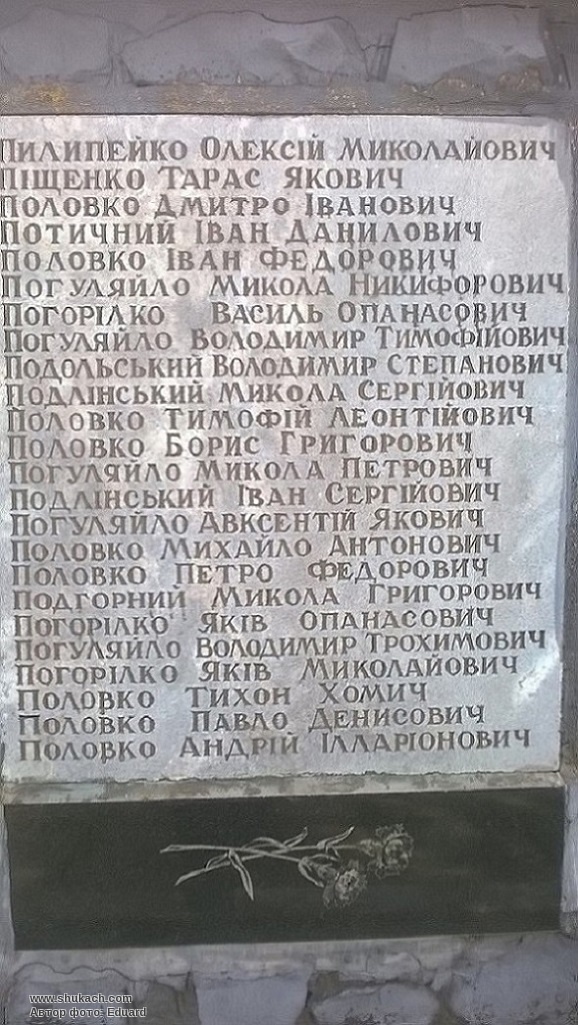 ПИЛИПЕЙКО ОЛЕКСІЙ МИКОЛАЙОВИЧ
ПІЩЕНКО ТАРАС ЯКОВИЧ
ПОЛОВКО ДМИТРО ІВАНОВИЧ
ПОТИЧНИЙ ІВАН ДАНИЛОВИЧ
ПОЛОВКО ІВАН ФЕДОРОВИЧ
ПОГУЛЯЙЛО МИКОЛА НИКИФОРОВИЧ
ПОГОРІЛКО ВАСИЛЬ ОПАНАСОВИЧ
ПОГУЛЯЙЛО ВОЛОДИМИР ТИМОФІЙОВИЧ
ПОДОЛЬСЬКИЙ ВОЛОДИМИР СТЕПАНОВИЧ
ПОДЛІНСЬКИЙ МИКОЛА СЕРГІЙОВИЧ
ПОЛОВКО ТИМОФІЙ ЛЕОНТІЙОВИЧ
ПОЛОВКО БОРИС ГРИГОРОВИЧ
ПОГУЛЯЙЛО МИКОЛА ПЕТРОВИЧ
ПОДЛІНСЬКИЙ ІВАН СЕРГІЙОВИЧ
ПОГУЛЯЙЛО АВКСЕНТІЙ ЯКОВИЧ
ПОЛОВКО МИХАЙЛО АНТОНОВИЧ
ПОЛОВКО ПЕТРО ФЕДОРОВИЧ
ПОДГОРНИЙ МИКОЛА ГРИГОРОВИЧ
ПОГОРІЛКО ЯКІВ ОПАНАСОВИЧ
ПОГУЛЯЙЛО ВОЛОДИМИР ТРОХИМОВИЧ
ПОГОРІЛКО ЯКІВ МИКОЛАЙОВИЧ
ПОЛОВКО ТИХОН ХОМИЧ
ПОЛОВКО ПАВЛО ДЕНИСОВИЧ
ПОЛОВКО АНДРІЙ ІЛЛАРІОНОВИЧ
www.shukach.com
Автор фото: Eduard